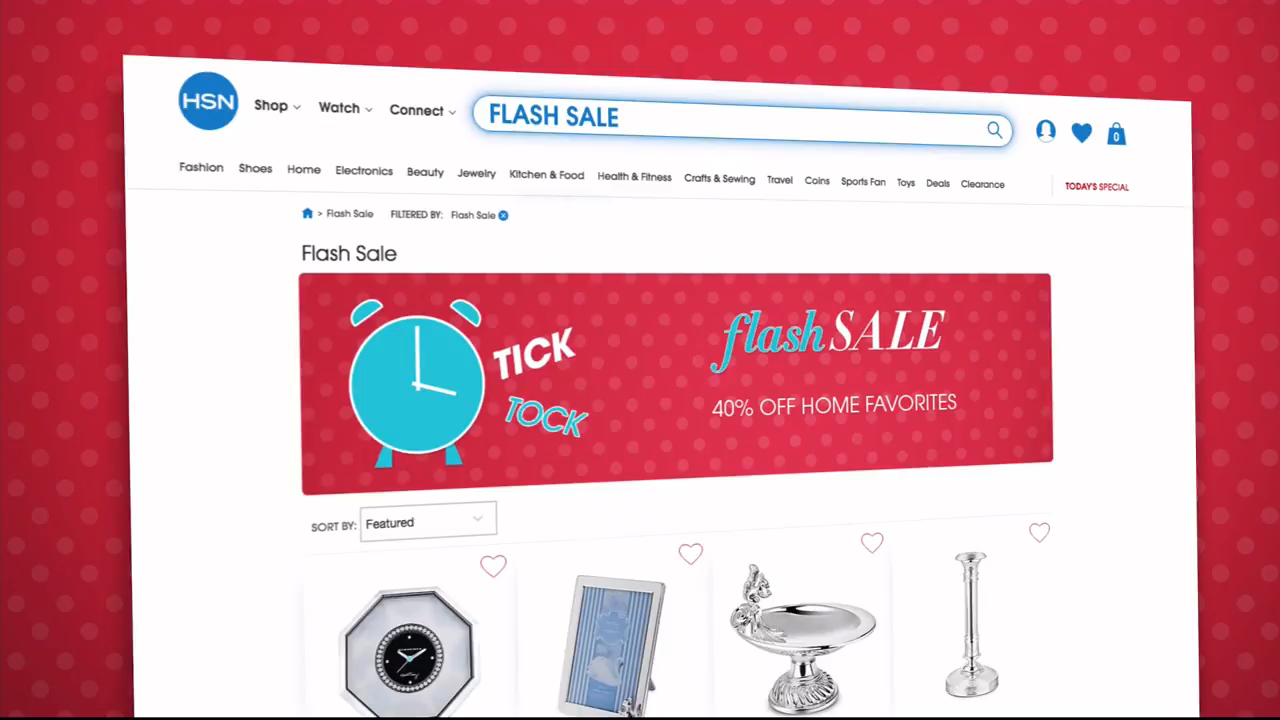 HSN
Shop Watch Connect
FLASH SALE
0
Fashion Shoes Home Electronics Beauty Jewelry Kitchen & Food Health & Fitness Crafts & Sewing Travel Coins Sports Fan Toys Deals Clearance
TODAY'S SPECIAL
> Flash Sale FILTERED BY: Flash Sale
Flash Sale
TICK
TOCK
flash SALE
40% OFF HOME FAVORITES
SORT BY: Featured